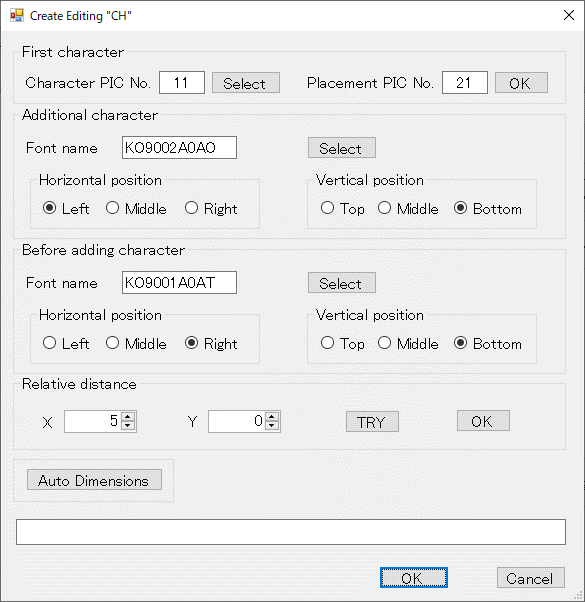 Create Editing "CH"
First character
Character PIC No. 11 Select Placement PIC No. 21 OK
Additional character
Font name KO9002A0AO Select
Horizontal position Vertical position
Left Middle Right Top Middle Bottom
Before adding character
Font name KO9001A0AT Select
Horizontal position Vertical position
Left Middle Right Top Middle Bottom
Relative distance
X 5 Y 0 TRY OK
Auto Dimensions
OK Cancel